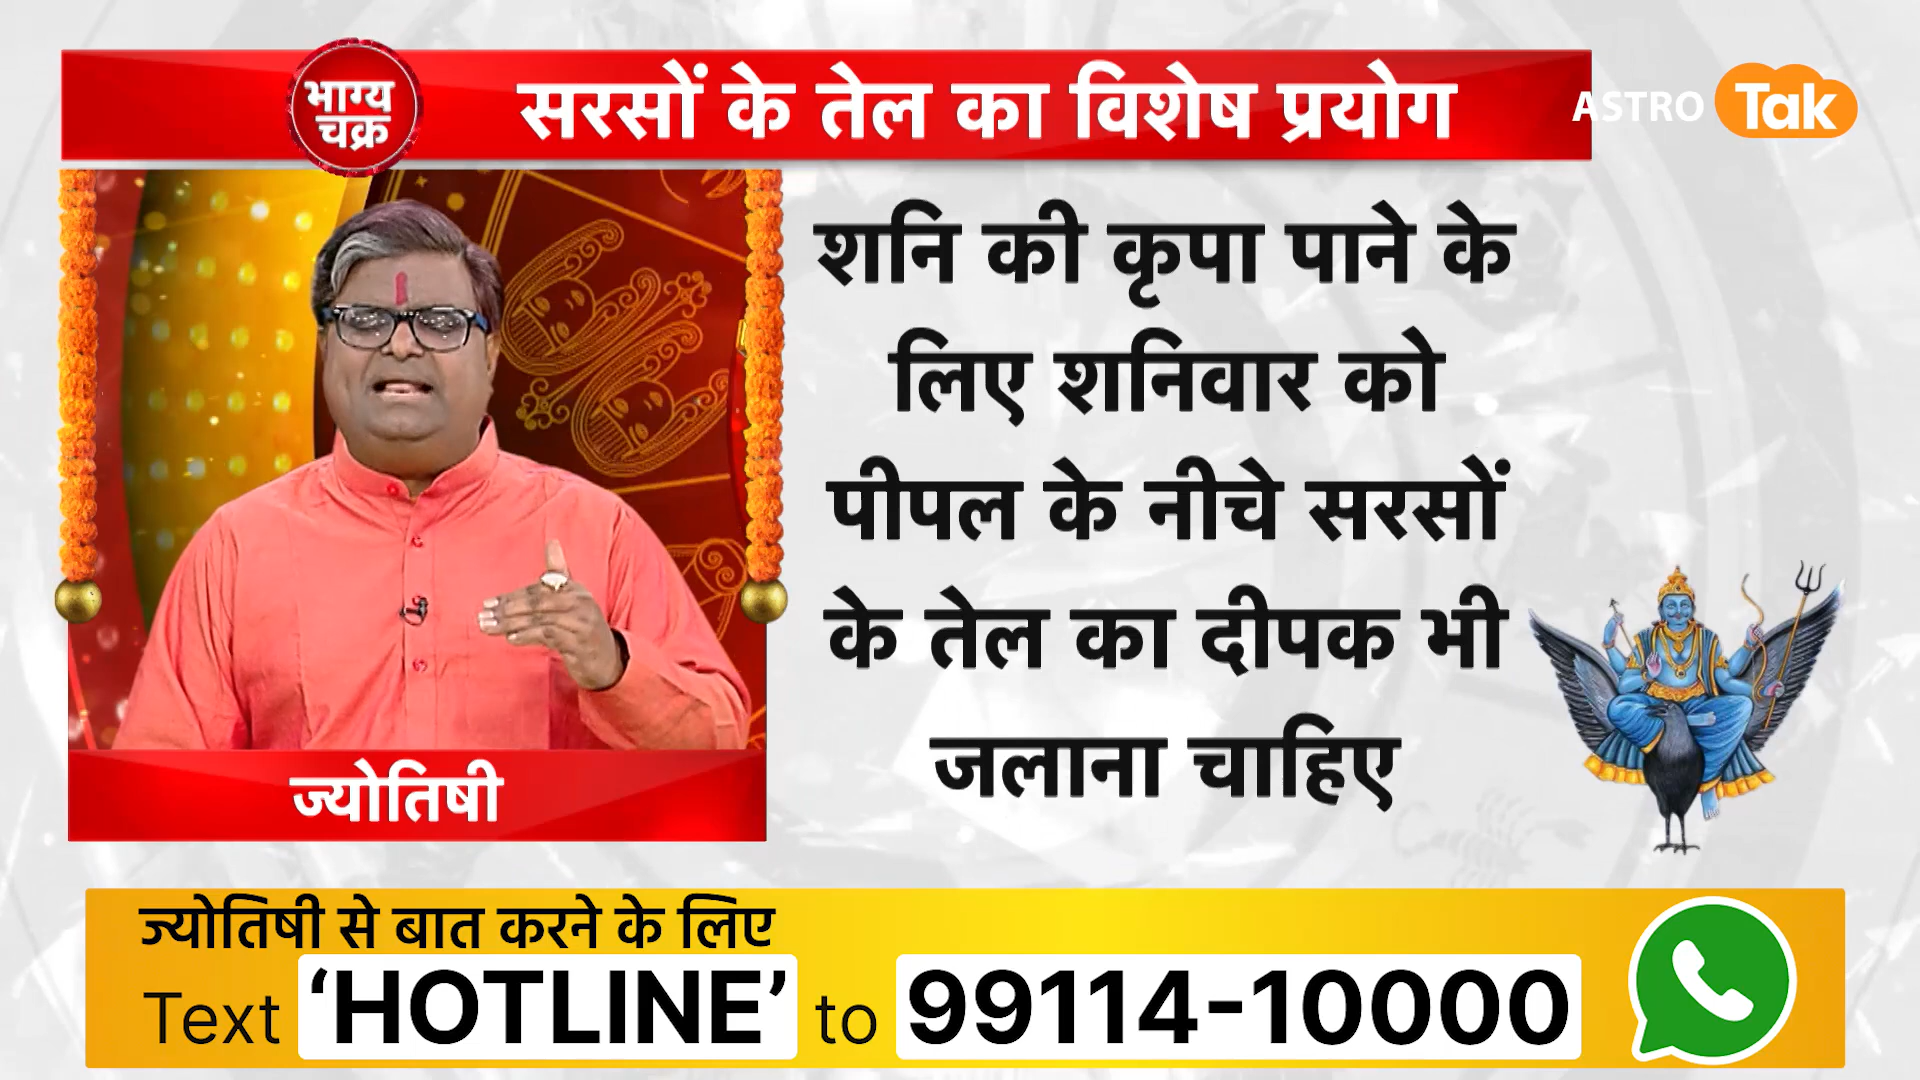 भाग्य
चक्र
सरसों के तेल का विशेष प्रयोग
ASTRO Tak
शनि की कृपा पाने के
लिए शनिवार को
पीपल के नीचे सरसों
के तेल का दीपक भी
जलाना चाहिए
ज्योतिषी
ज्योतिषी से बात करने के लिए
Text ‘HOTLINE’ to 99114-10000